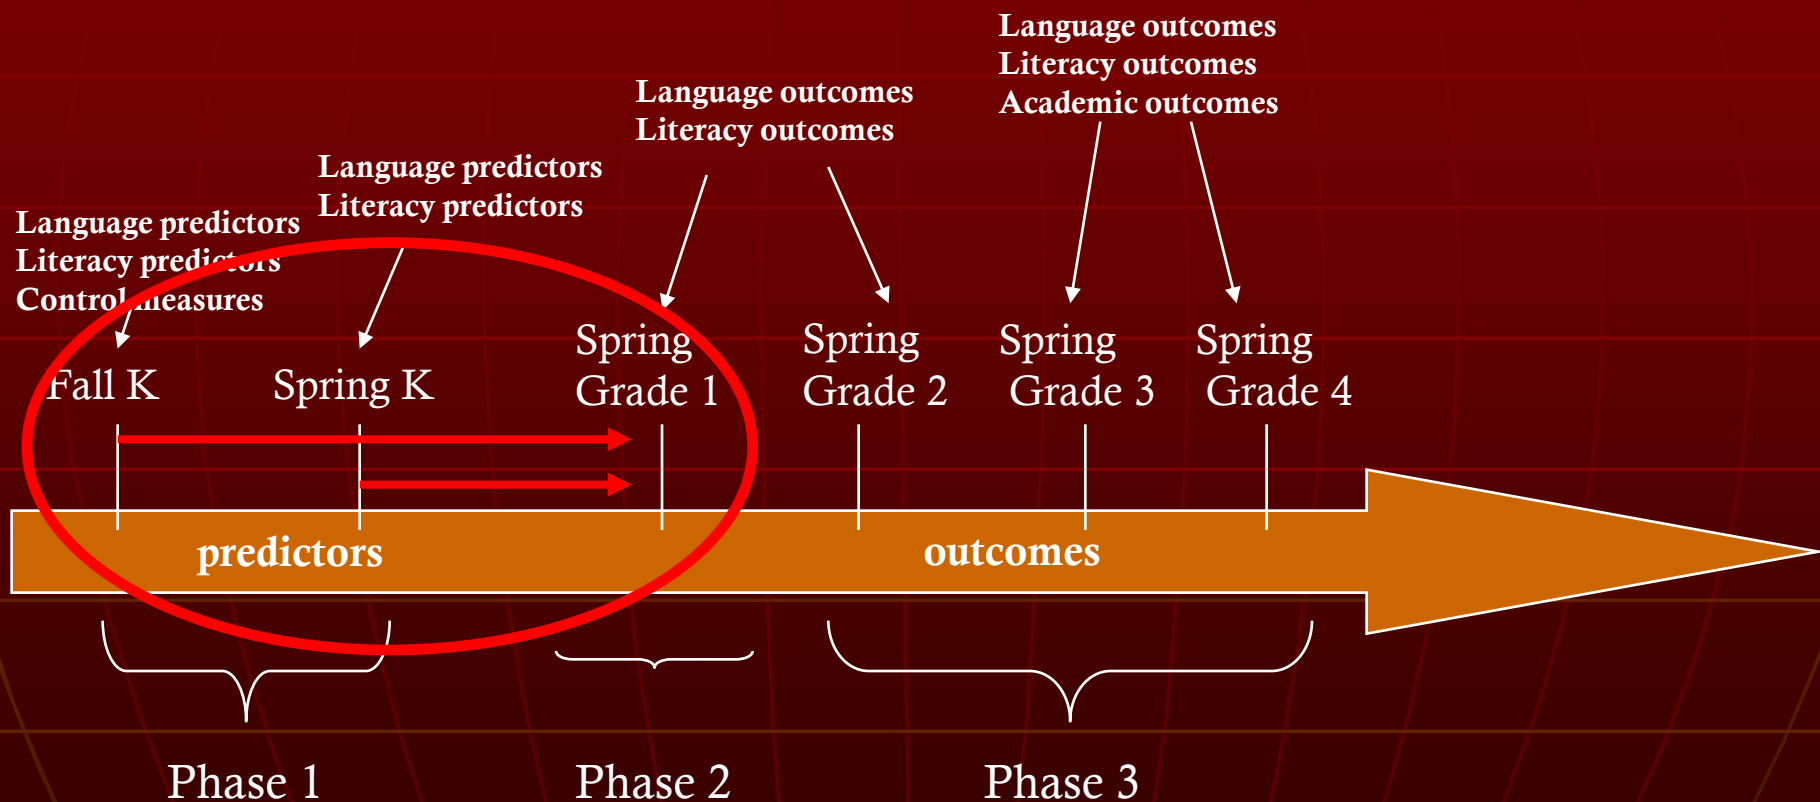 Language outcomes
Literacy outcomes
Academic outcomes
Language outcomes
Literacy outcomes
Language predictors
Literacy predictors
Language predictors
Literacy predictors
Control measures
Fall K
Spring K
Spring
Grade 1
Spring
Grade 2
Spring
Grade 3
Spring
Grade 4
predictors
outcomes
Phase 1
Phase 2
Phase 3